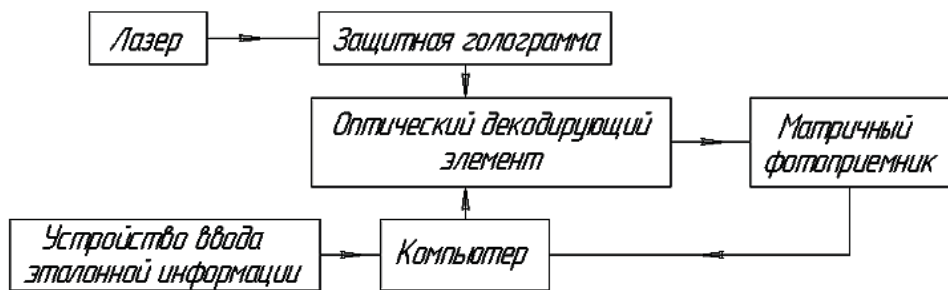 Лазер
Защитная голограмма
Оптический декодирующий
элемент
Матричный
фотоприемник
Устройство ввода
эталонной информации
Компьютер